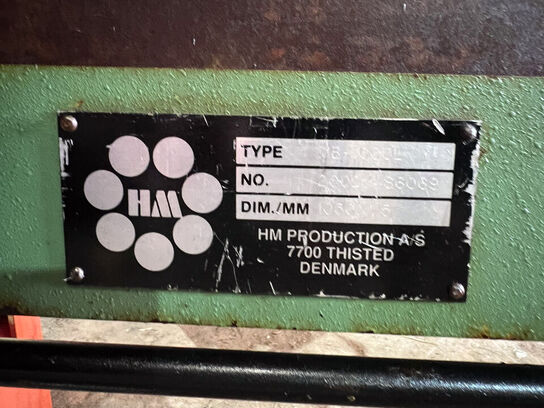 HM
TYPE
NO.
DIM./MM
HM PRODUCTION A/S
7700 THISTED
DENMARK